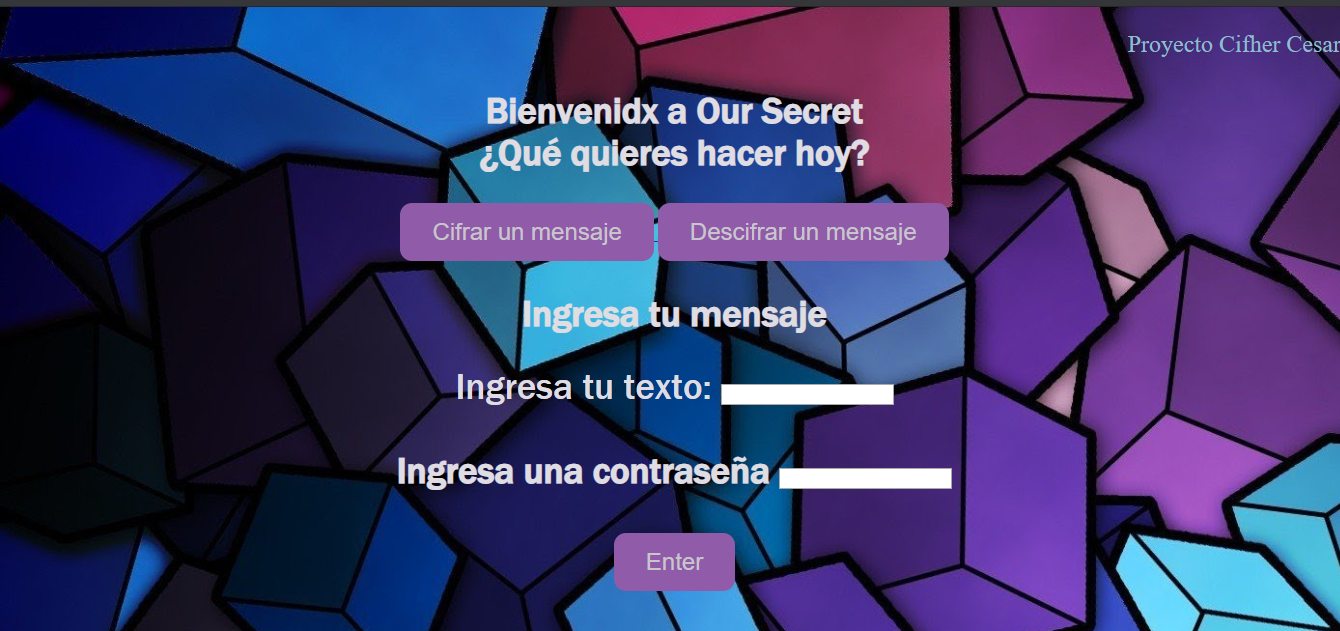 Proyecto Cifher Cesar
Bienvenidx a Our Secret
¿Qué quieres hacer hoy?
Cifrar un mensaje
Descifrar un mensaje
Ingresa tu mensaje
Ingresa tu texto:
Ingresa una contraseña
Enter